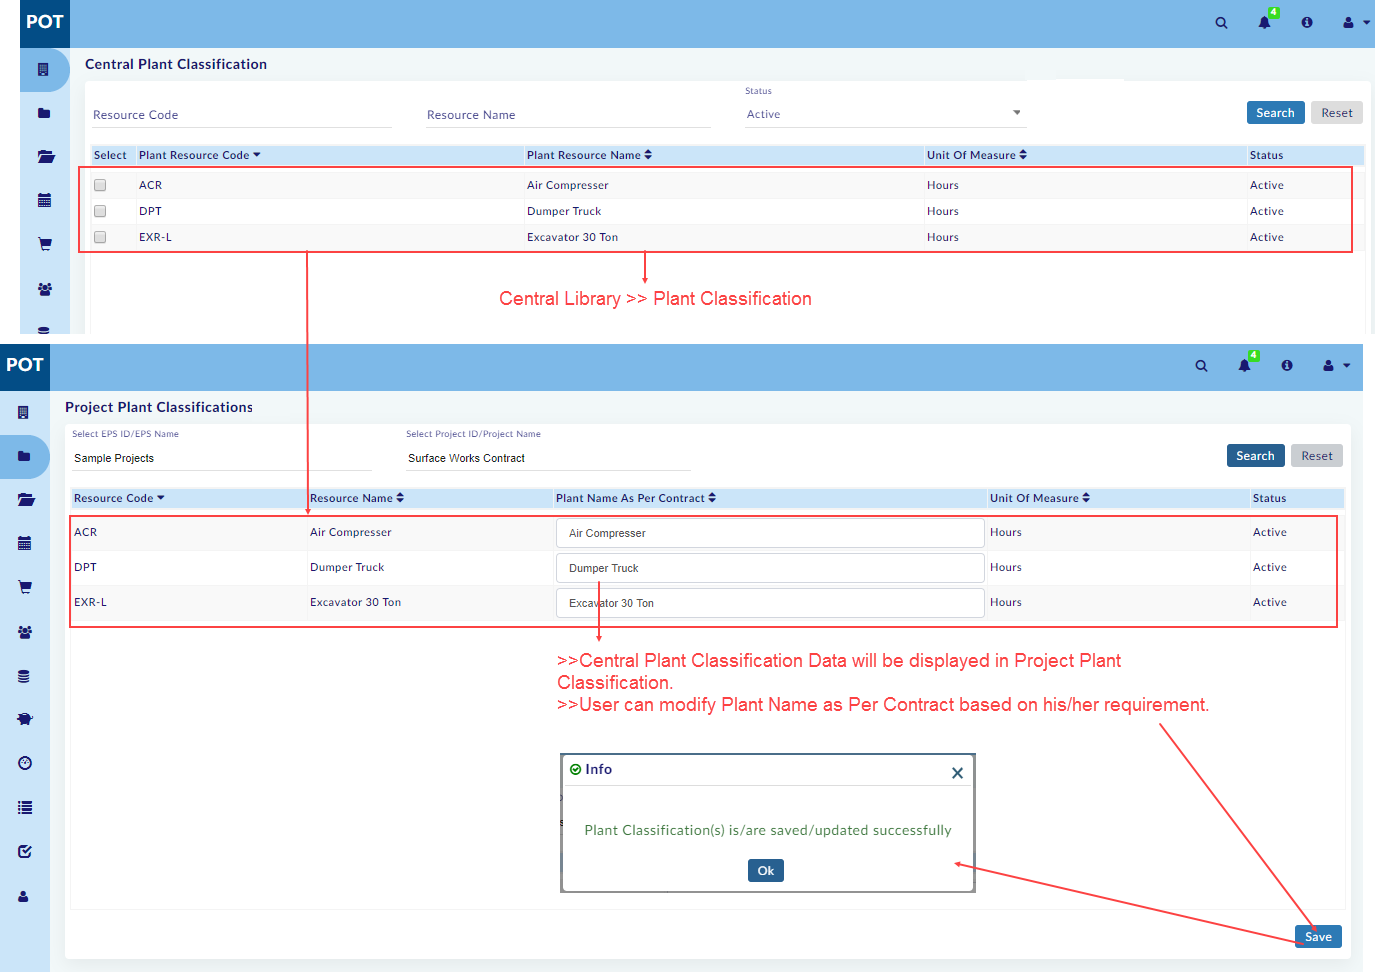 POT
4
Central Plant Classification
Status
Resource Code Resource Name Active Search Reset
Select Plant Resource Code Plant Resource Name Unit Of Measure Status
ACR Air Compresser Hours Active
DPT Dumper Truck Hours Active
EXR-L Excavator 30 Ton Hours Active
Central Library >> Plant Classification
POT
4
Project Plant Classifications
Select EPS ID/EPS Name Select Project ID/Project Name
Sample Projects Surface Works Contract Search Reset
Resource Code Resource Name Plant Name As Per Contract Unit Of Measure Status
ACR Air Compresser Air Compresser Hours Active
DPT Dumper Truck Dumper Truck Hours Active
EXR-L Excavator 30 Ton Excavator 30 Ton Hours Active
>>Central Plant Classification Data will be displayed in Project Plant
Classification.
>>User can modify Plant Name as Per Contract based on his/her requirement.
Info
Plant Classification(s) is/are saved/updated successfully
Ok
Save